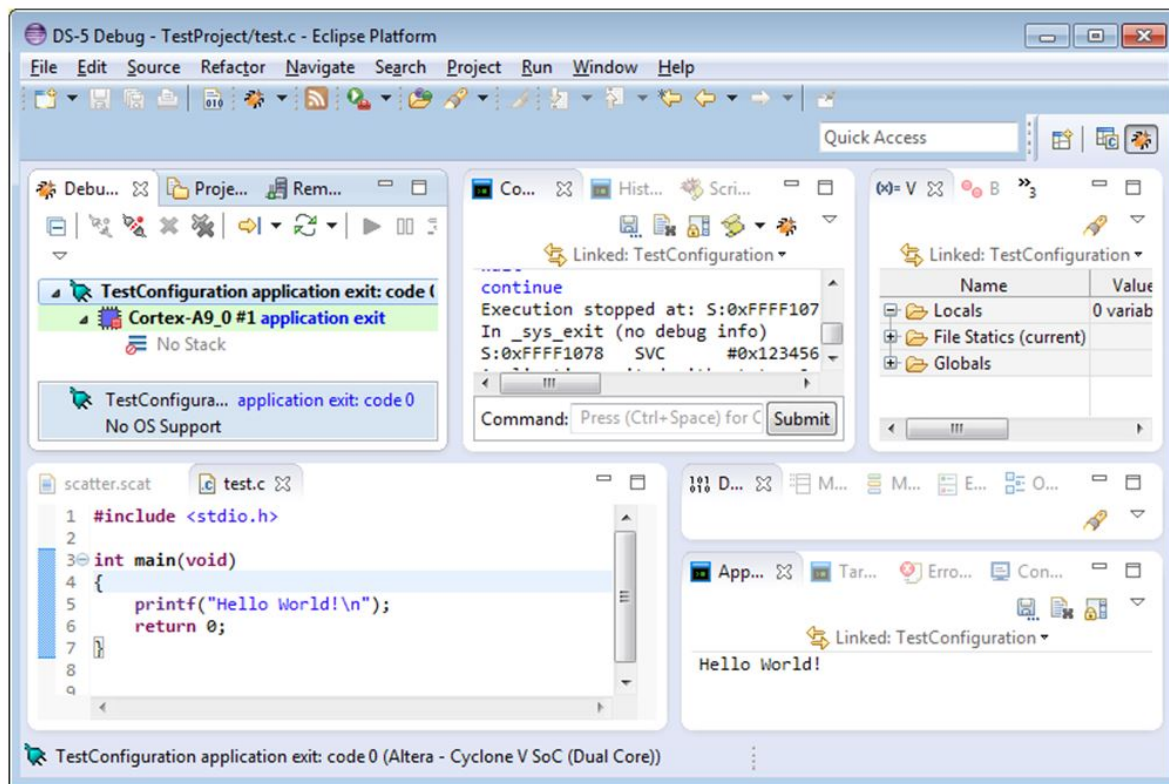 DS-5 Debug - TestProject/test.c - Eclipse Platform
File Edit Source Refactor Navigate Search Project Run Window Help
Quick Access
Debu... Proje... Rem...
TestConfiguration application exit: code
Cortex-A9_0 #1 application exit
No Stack
TestConfigura... application exit: code 0
No OS Support
Co... Hist... Scri...
Linked: TestConfiguration
continue
Execution stopped at: S:0xFFFF107
In _sys_exit (no debug info)
S:0xFFFF1078 SVC #0x123456
Command: Press (Ctrl+Space) for C Submit
(x)= V B »3
Linked: TestConfiguration
Name Value
Locals 0 variab
File Statics (current)
Globals
scatter.scat test.c
1 #include <stdio.h>
2
3 int main(void)
4 {
5 printf("Hello World!\n");
6 return 0;
7 }
8
9
D... M... M... E... O...
App... Tar... Erro... Con...
Linked: TestConfiguration
Hello World!
TestConfiguration application exit: code 0 (Altera - Cyclone V SoC (Dual Core))